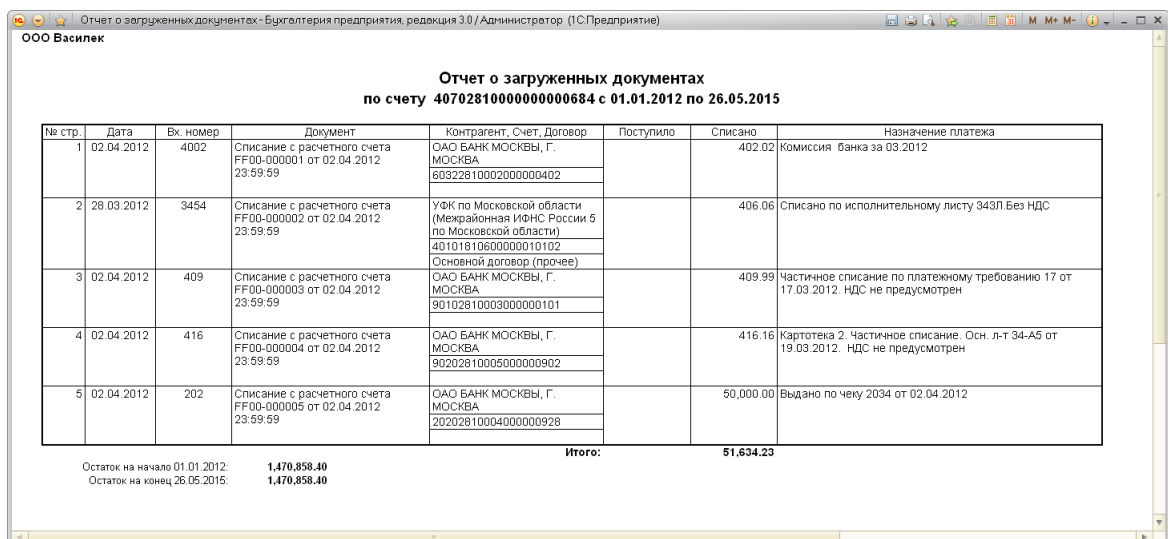 Отчет о загруженных документах - Бухгалтерия предприятия, редакция 3.0 / Администратор (1С:Предприятие)
M M+ M-
ООО Василек
Отчет о загруженных документах
по счету 40702810000000000684 с 01.01.2012 по 26.05.2015
№ стр. Дата Вх. номер Документ Контрагент, Счет, Договор Поступило Списано Назначение платежа
1 02.04.2012 4002 Списание с расчетного счета ОАО БАНК МОСКВЫ, Г. 402.02 Комиссия банка за 03.2012
FF00-000001 от 02.04.2012 МОСКВА
23:59:59 60322810002000000402
2 28.03.2012 3454 Списание с расчетного счета УФК по Московской области 406.06 Списано по исполнительному листу 343Л.Без НДС
FF00-000002 от 02.04.2012 (Межрайонная ИФНС России 5
23:59:59 по Московской области)
40101810600000010102
Основной договор (прочее)
3 02.04.2012 409 Списание с расчетного счета ОАО БАНК МОСКВЫ, Г. 409.99 Частичное списание по платежному требованию 17 от
FF00-000003 от 02.04.2012 МОСКВА 17.03.2012. НДС не предусмотрен
23:59:59 90102810003000000101
4 02.04.2012 416 Списание с расчетного счета ОАО БАНК МОСКВЫ, Г. 416.16 Картотека 2. Частичное списание. Осн. л-т 34-А5 от
FF00-000004 от 02.04.2012 МОСКВА 19.03.2012. НДС не предусмотрен
23:59:59 90202810005000000902
5 02.04.2012 202 Списание с расчетного счета ОАО БАНК МОСКВЫ, Г. 50,000.00 Выдано по чеку 2034 от 02.04.2012
FF00-000005 от 02.04.2012 МОСКВА
23:59:59 20202810004000000928
Итого: 51,634.23
Остаток на начало 01.01.2012: 1,470,858.40
Остаток на конец 26.05.2015: 1,470,858.40